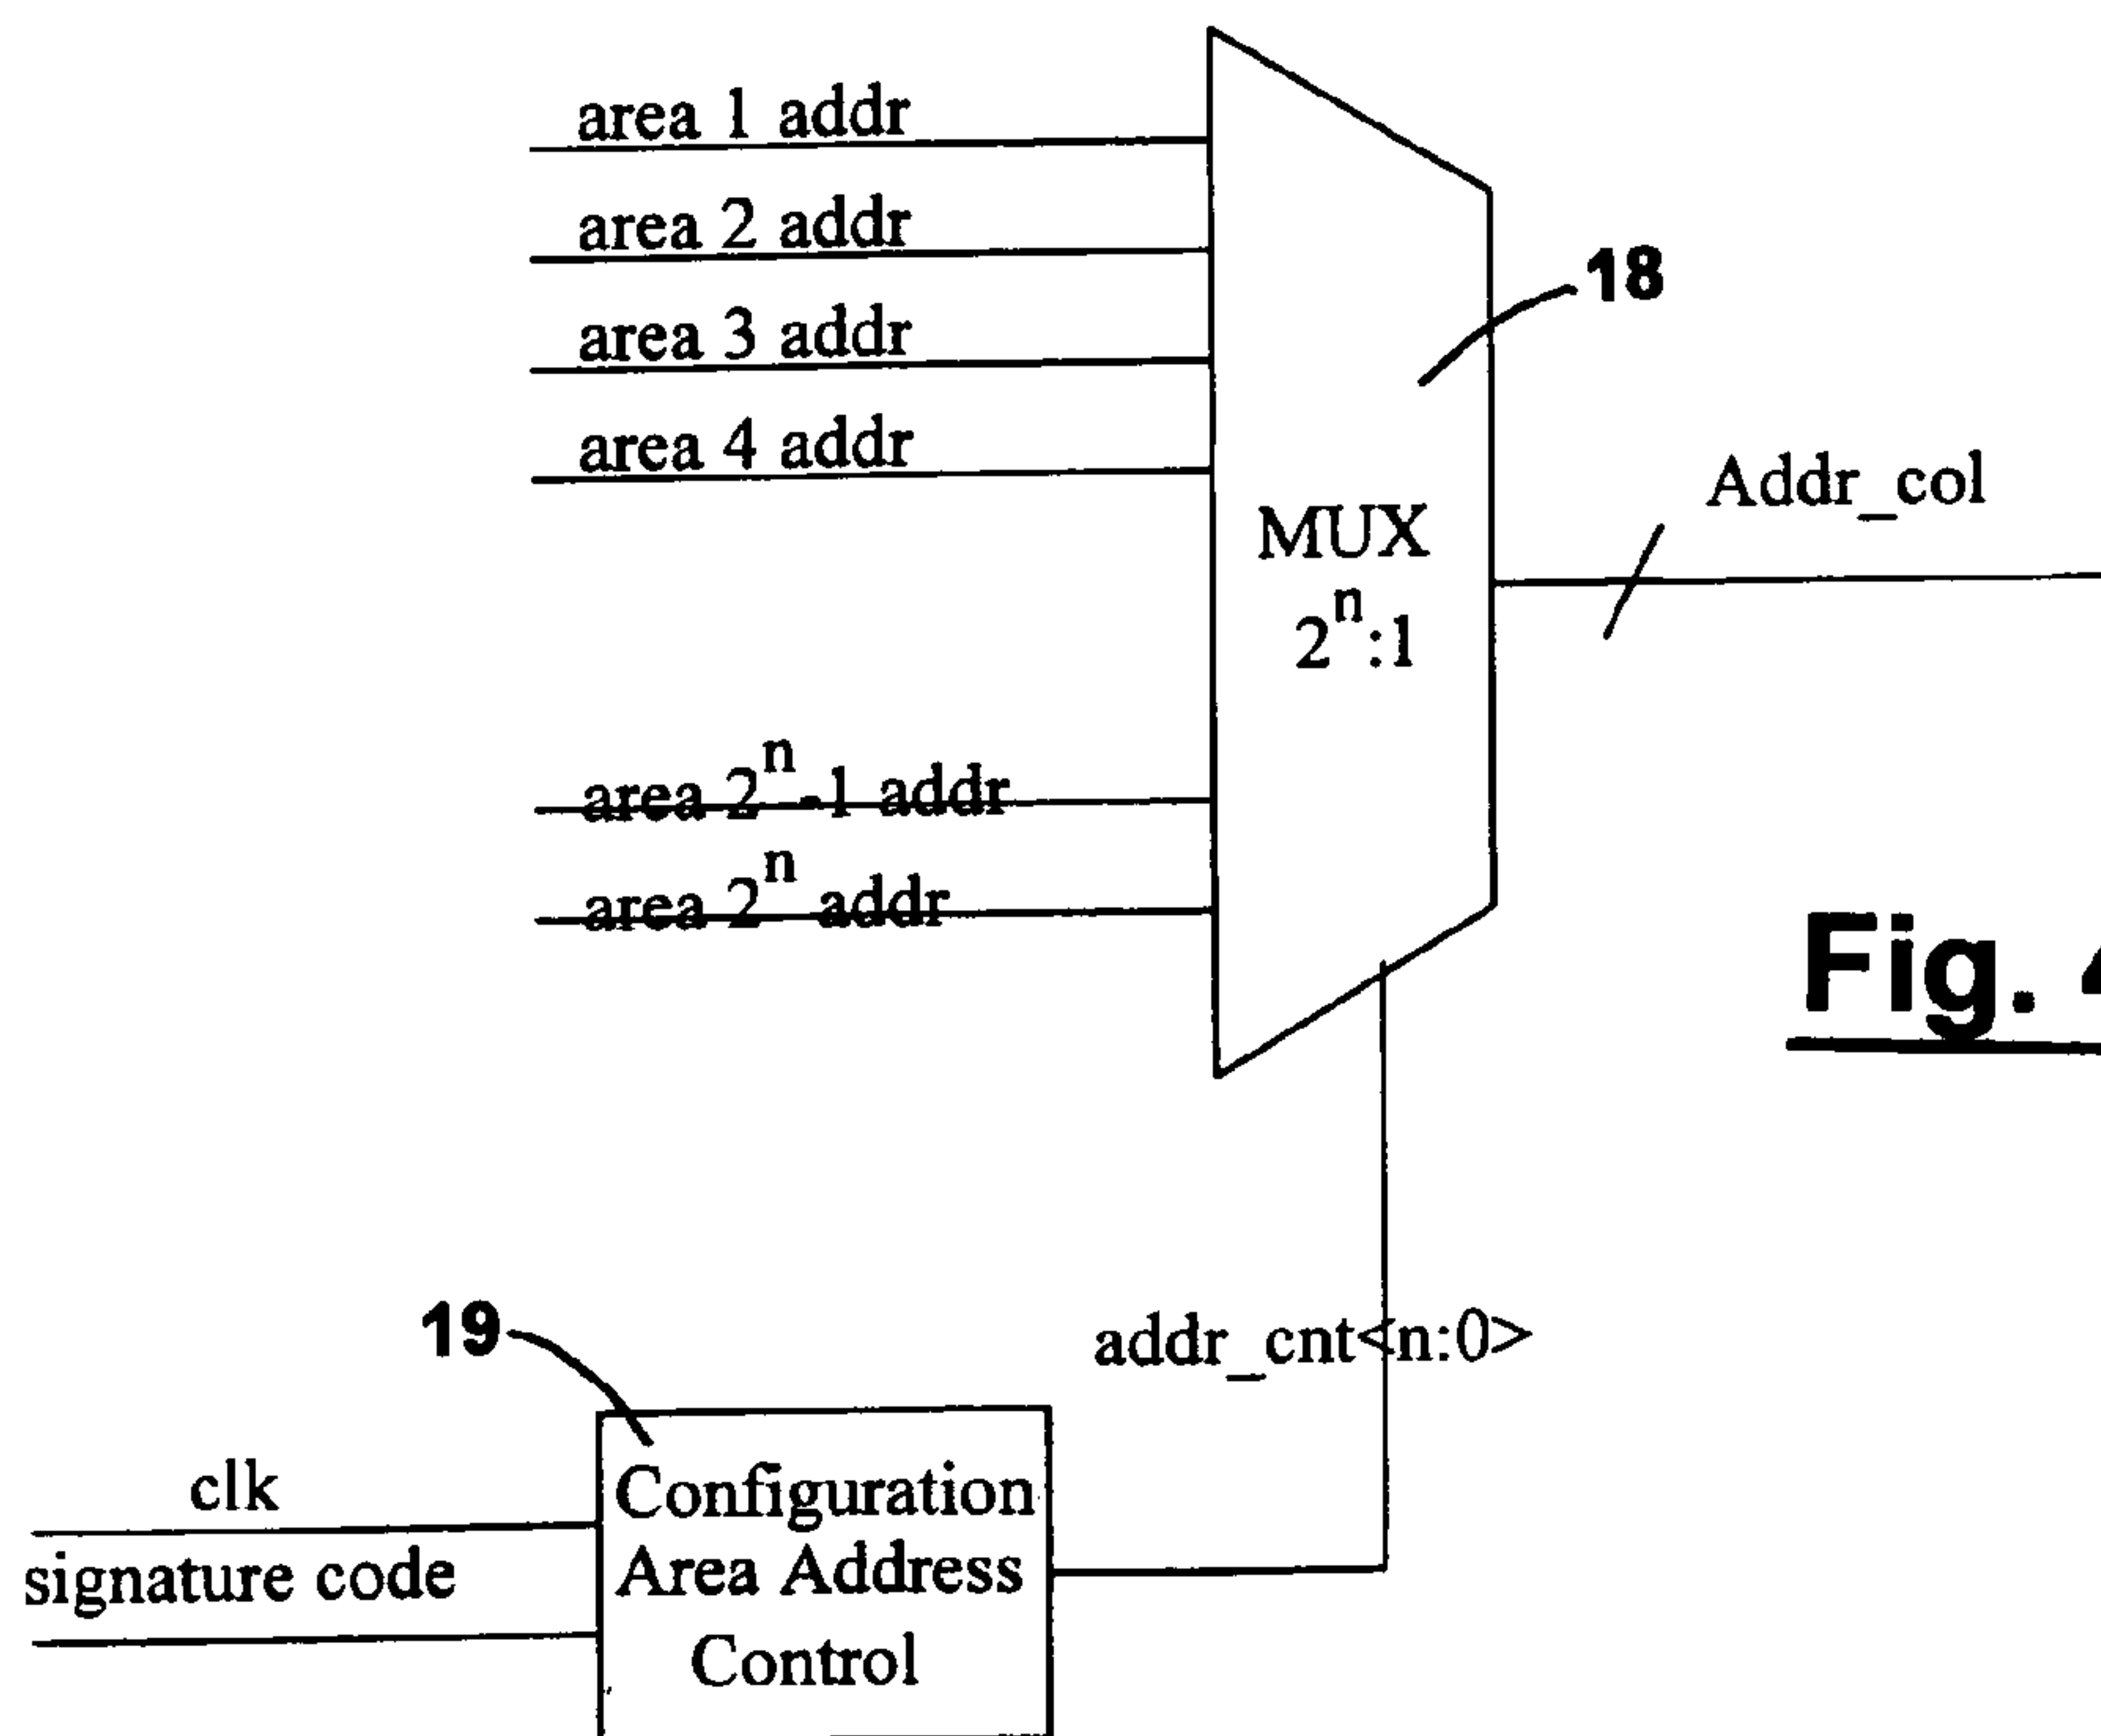 area 1 addr
area 2 addr
18
area 3 addr
area 4 addr
Addr_col
MUX
2ⁿ:1
area 2ⁿ-1 addr
area 2ⁿ addr
Fig. 4
addr_cnt<n:0>
19
clk
signature code
Configuration
Area Address
Control